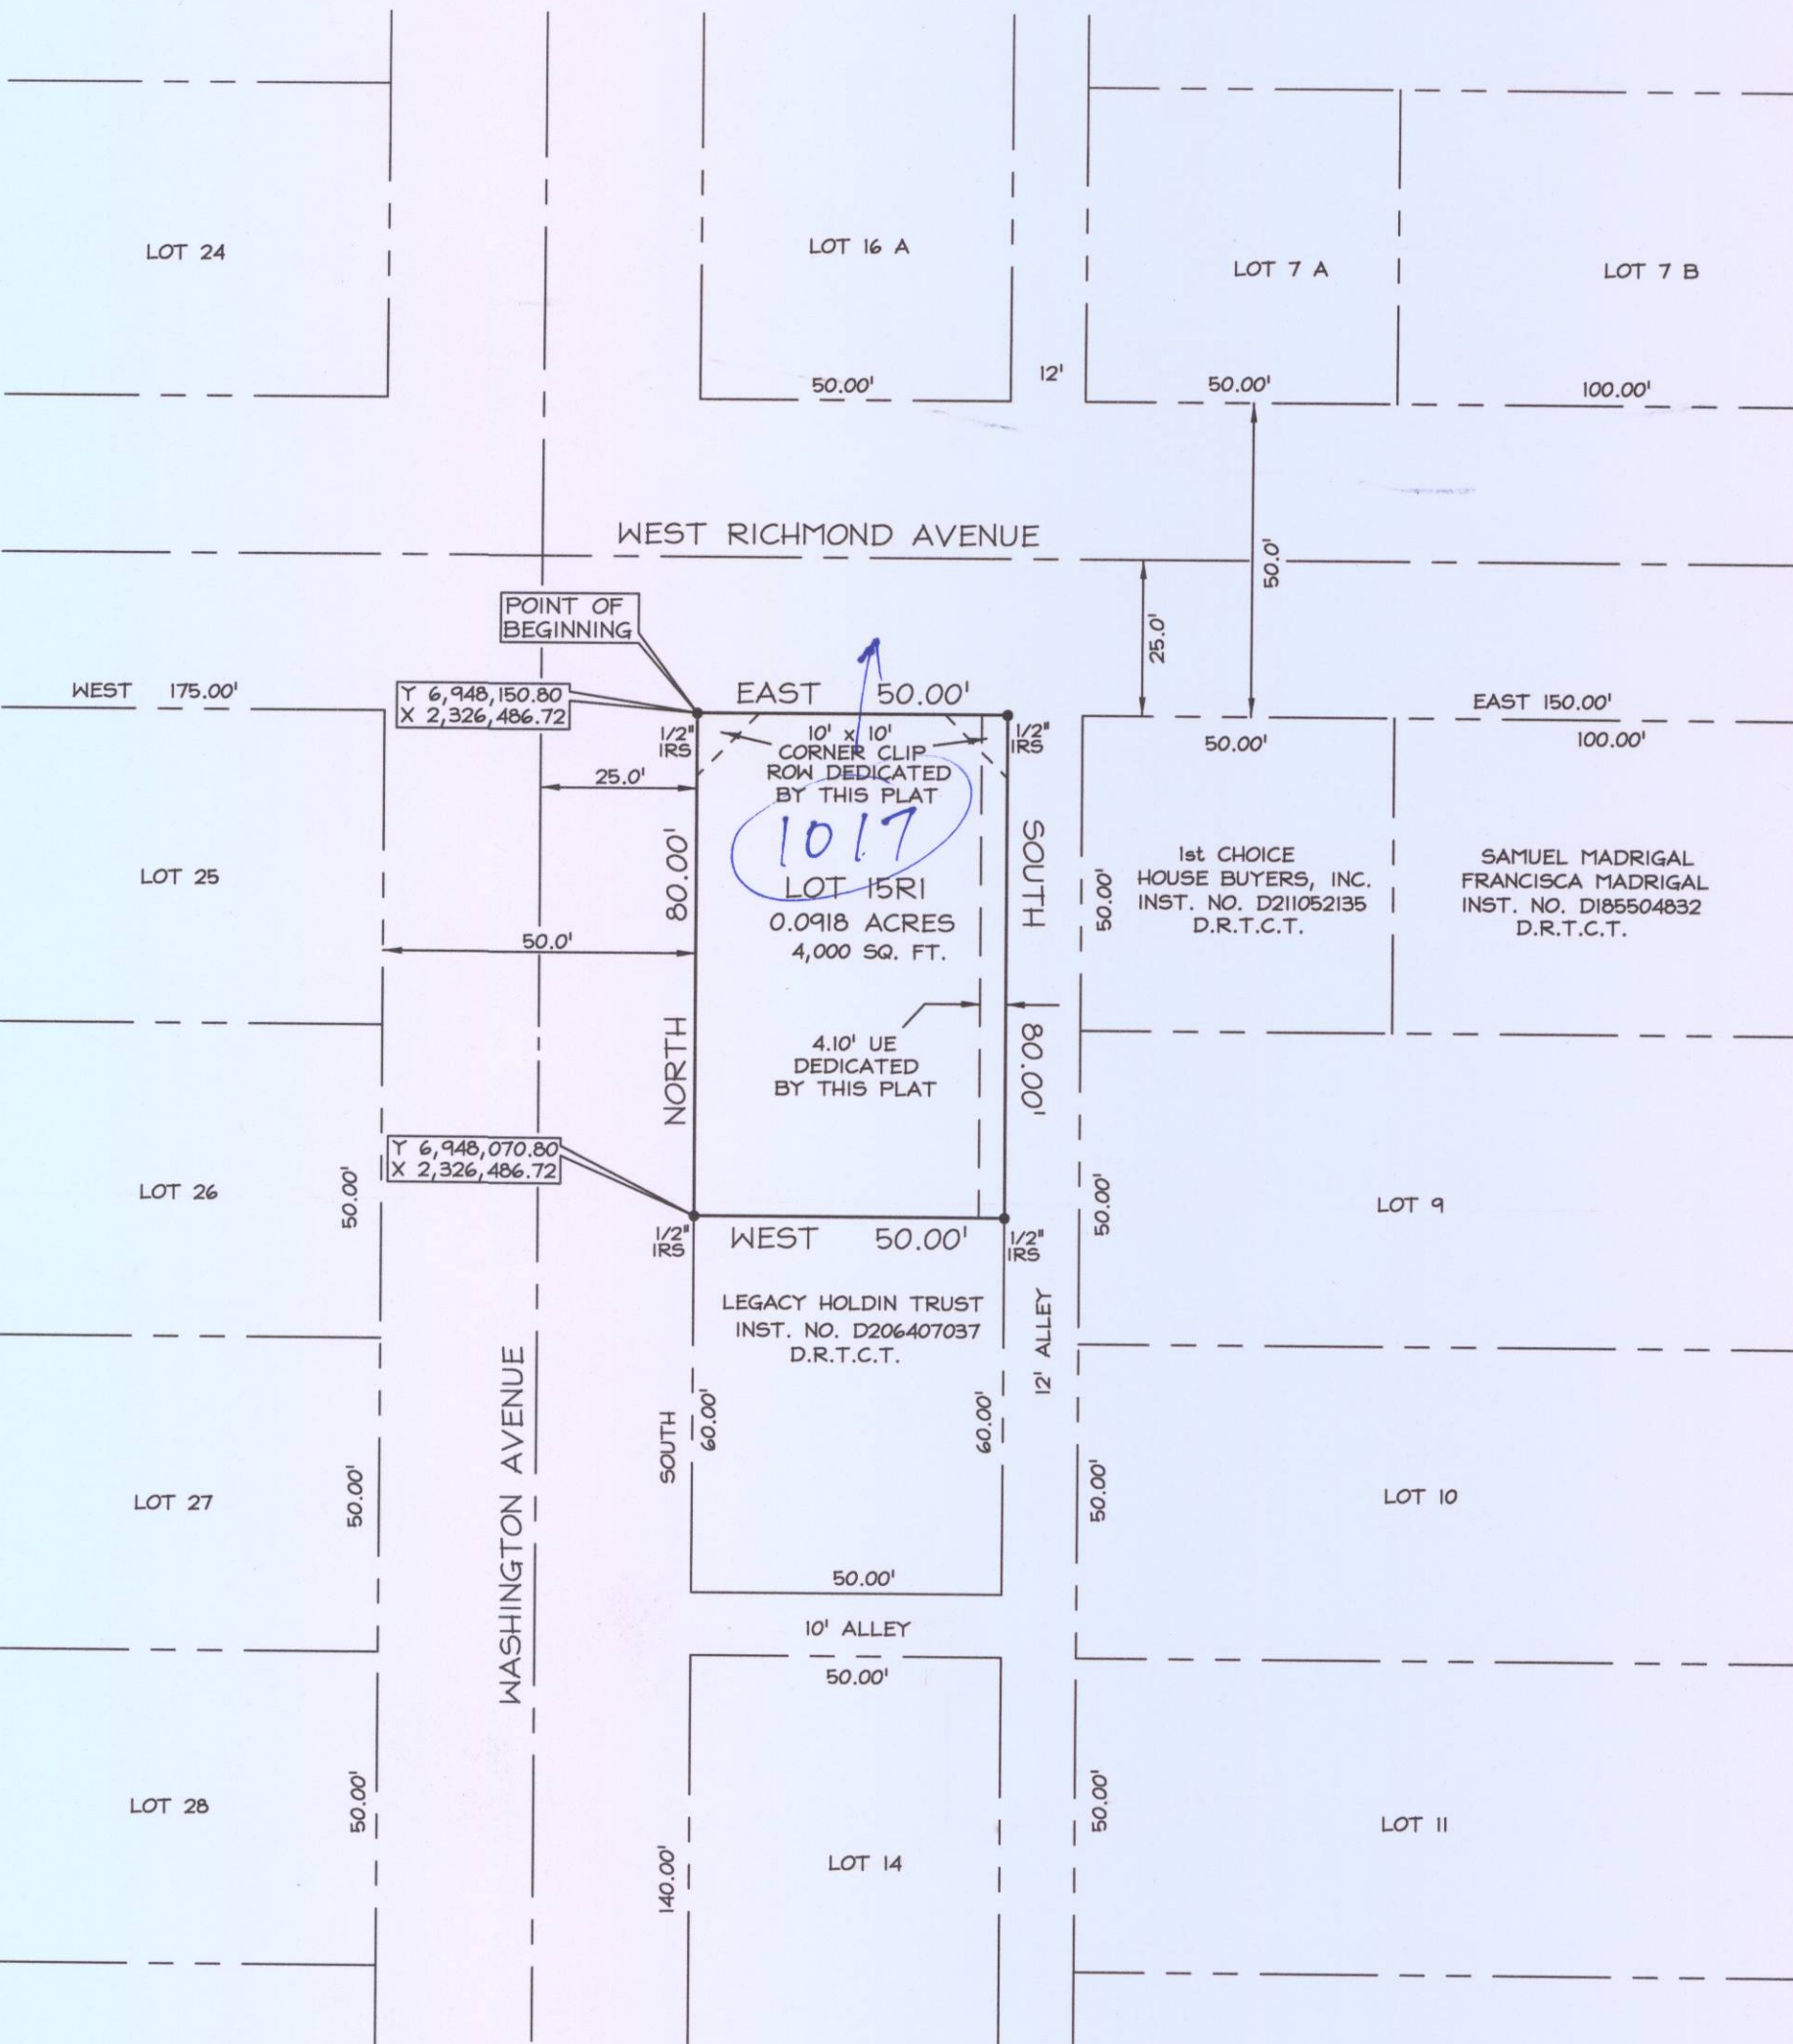 LOT 24
LOT 16 A
LOT 7 A
LOT 7 B
50.00'
12'
50.00'
100.00'
WEST RICHMOND AVENUE
50.0'
25.0'
POINT OF
BEGINNING
WEST 175.00'
Y 6,948,150.80
X 2,326,486.72
EAST 50.00'
EAST 150.00'
50.00'
100.00'
1/2"
IRS
10' x 10'
CORNER CLIP
ROW DEDICATED
BY THIS PLAT
1/2"
IRS
25.0'
1017
LOT 15R1
0.0918 ACRES
4,000 SQ. FT.
NORTH 80.00'
SOUTH 80.00'
LOT 25
50.0'
50.00'
1st CHOICE
HOUSE BUYERS, INC.
INST. NO. D211052135
D.R.T.C.T.
SAMUEL MADRIGAL
FRANCISCA MADRIGAL
INST. NO. D185504832
D.R.T.C.T.
4.10' UE
DEDICATED
BY THIS PLAT
Y 6,948,070.80
X 2,326,486.72
LOT 26
50.00'
50.00'
LOT 9
1/2"
IRS
WEST 50.00'
1/2"
IRS
LEGACY HOLDIN TRUST
INST. NO. D206407037
D.R.T.C.T.
12' ALLEY
WASHINGTON AVENUE
SOUTH
60.00'
60.00'
LOT 27
50.00'
50.00'
LOT 10
50.00'
10' ALLEY
50.00'
LOT 28
50.00'
50.00'
LOT 11
140.00'
LOT 14